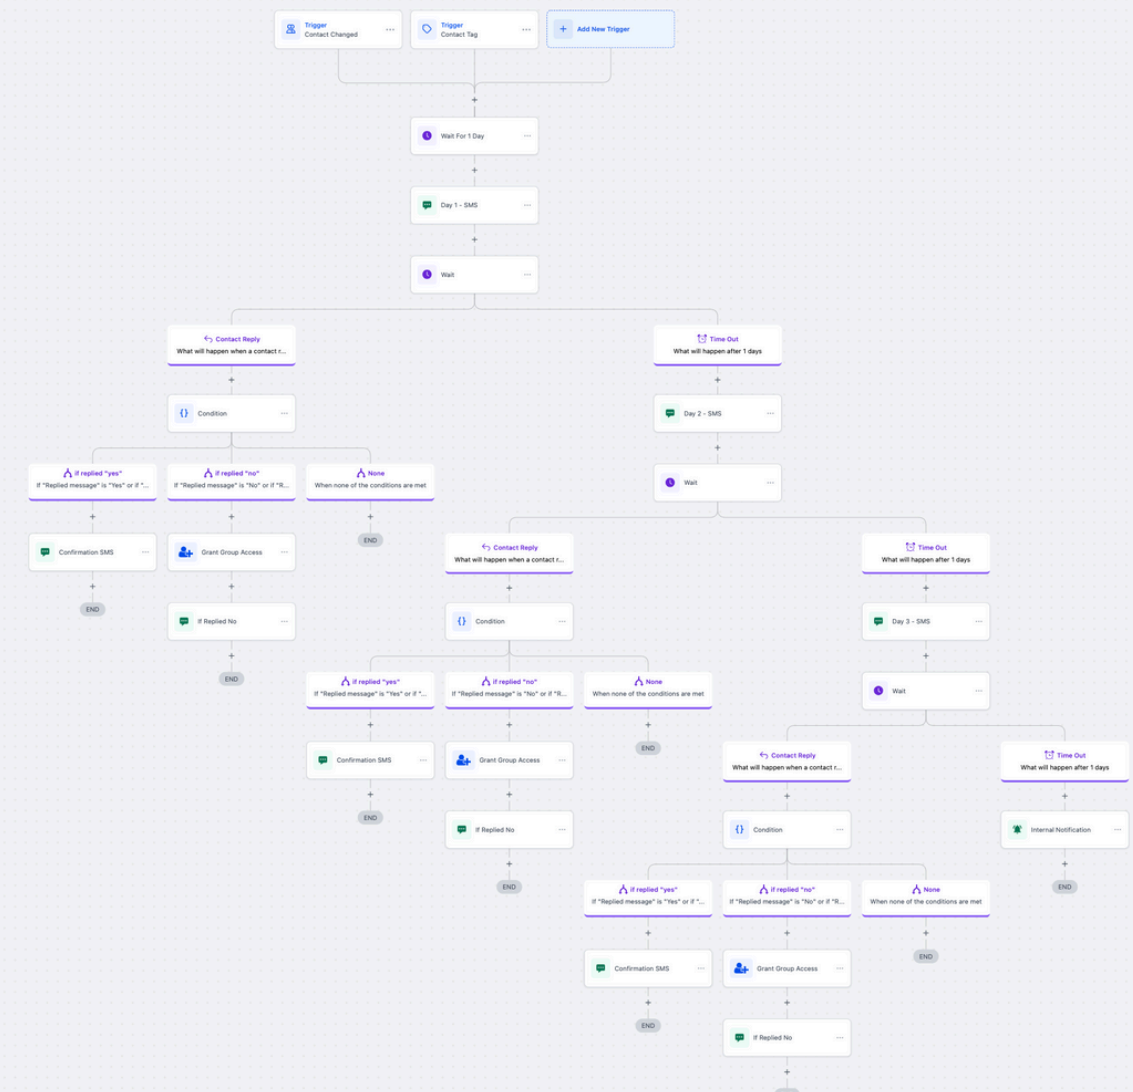 Trigger
Contact Changed
Trigger
Contact Tag
Add New Trigger
Wait For 1 Day
Day 1 - SMS
Wait
Contact Reply
What will happen when a contact r...
Time Out
What will happen after 1 days
Condition
Day 2 - SMS
if replied "yes"
If "Replied message" is "Yes" or if "...
if replied "no"
If "Replied message" is "No" or if "R...
None
When none of the conditions are met
Wait
Confirmation SMS
Grant Group Access
END
Contact Reply
What will happen when a contact r...
Time Out
What will happen after 1 days
END
If Replied No
Condition
Day 3 - SMS
END
if replied "yes"
If "Replied message" is "Yes" or if "...
if replied "no"
If "Replied message" is "No" or if "R...
None
When none of the conditions are met
Wait
Confirmation SMS
Grant Group Access
END
Contact Reply
What will happen when a contact r...
Time Out
What will happen after 1 days
END
If Replied No
Condition
Internal Notification
END
if replied "yes"
If "Replied message" is "Yes" or if "...
if replied "no"
If "Replied message" is "No" or if "R...
None
When none of the conditions are met
END
Confirmation SMS
Grant Group Access
END
END
If Replied No